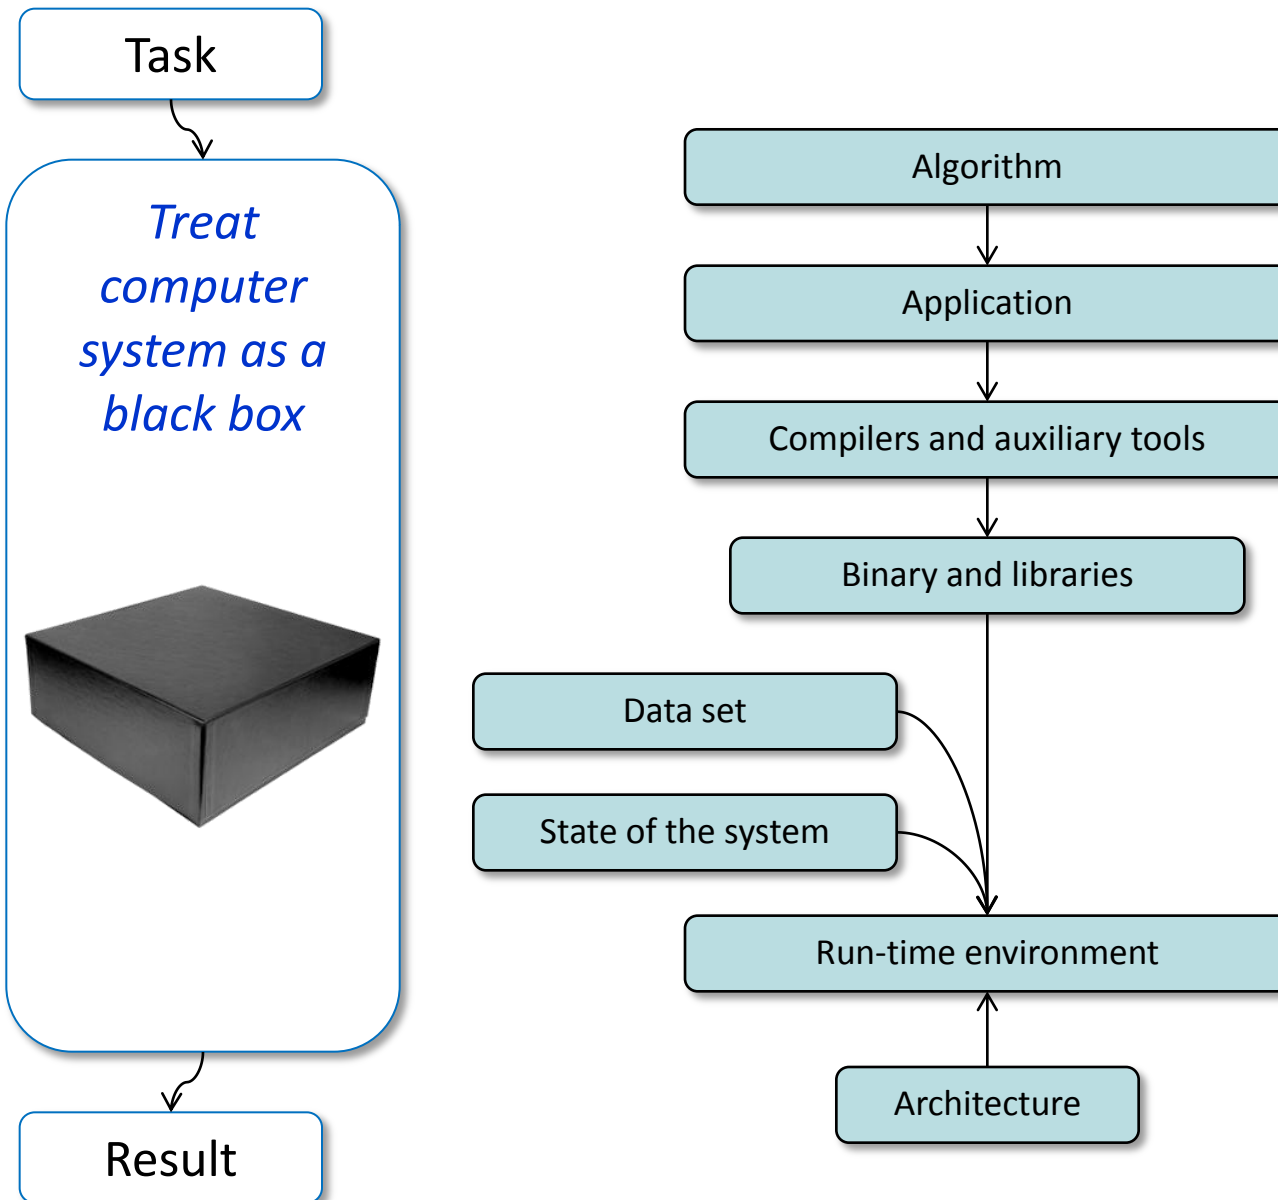 Task
Treat
computer
system as a
black box
Result
Algorithm
Application
Compilers and auxiliary tools
Binary and libraries
Data set
State of the system
Run-time environment
Architecture